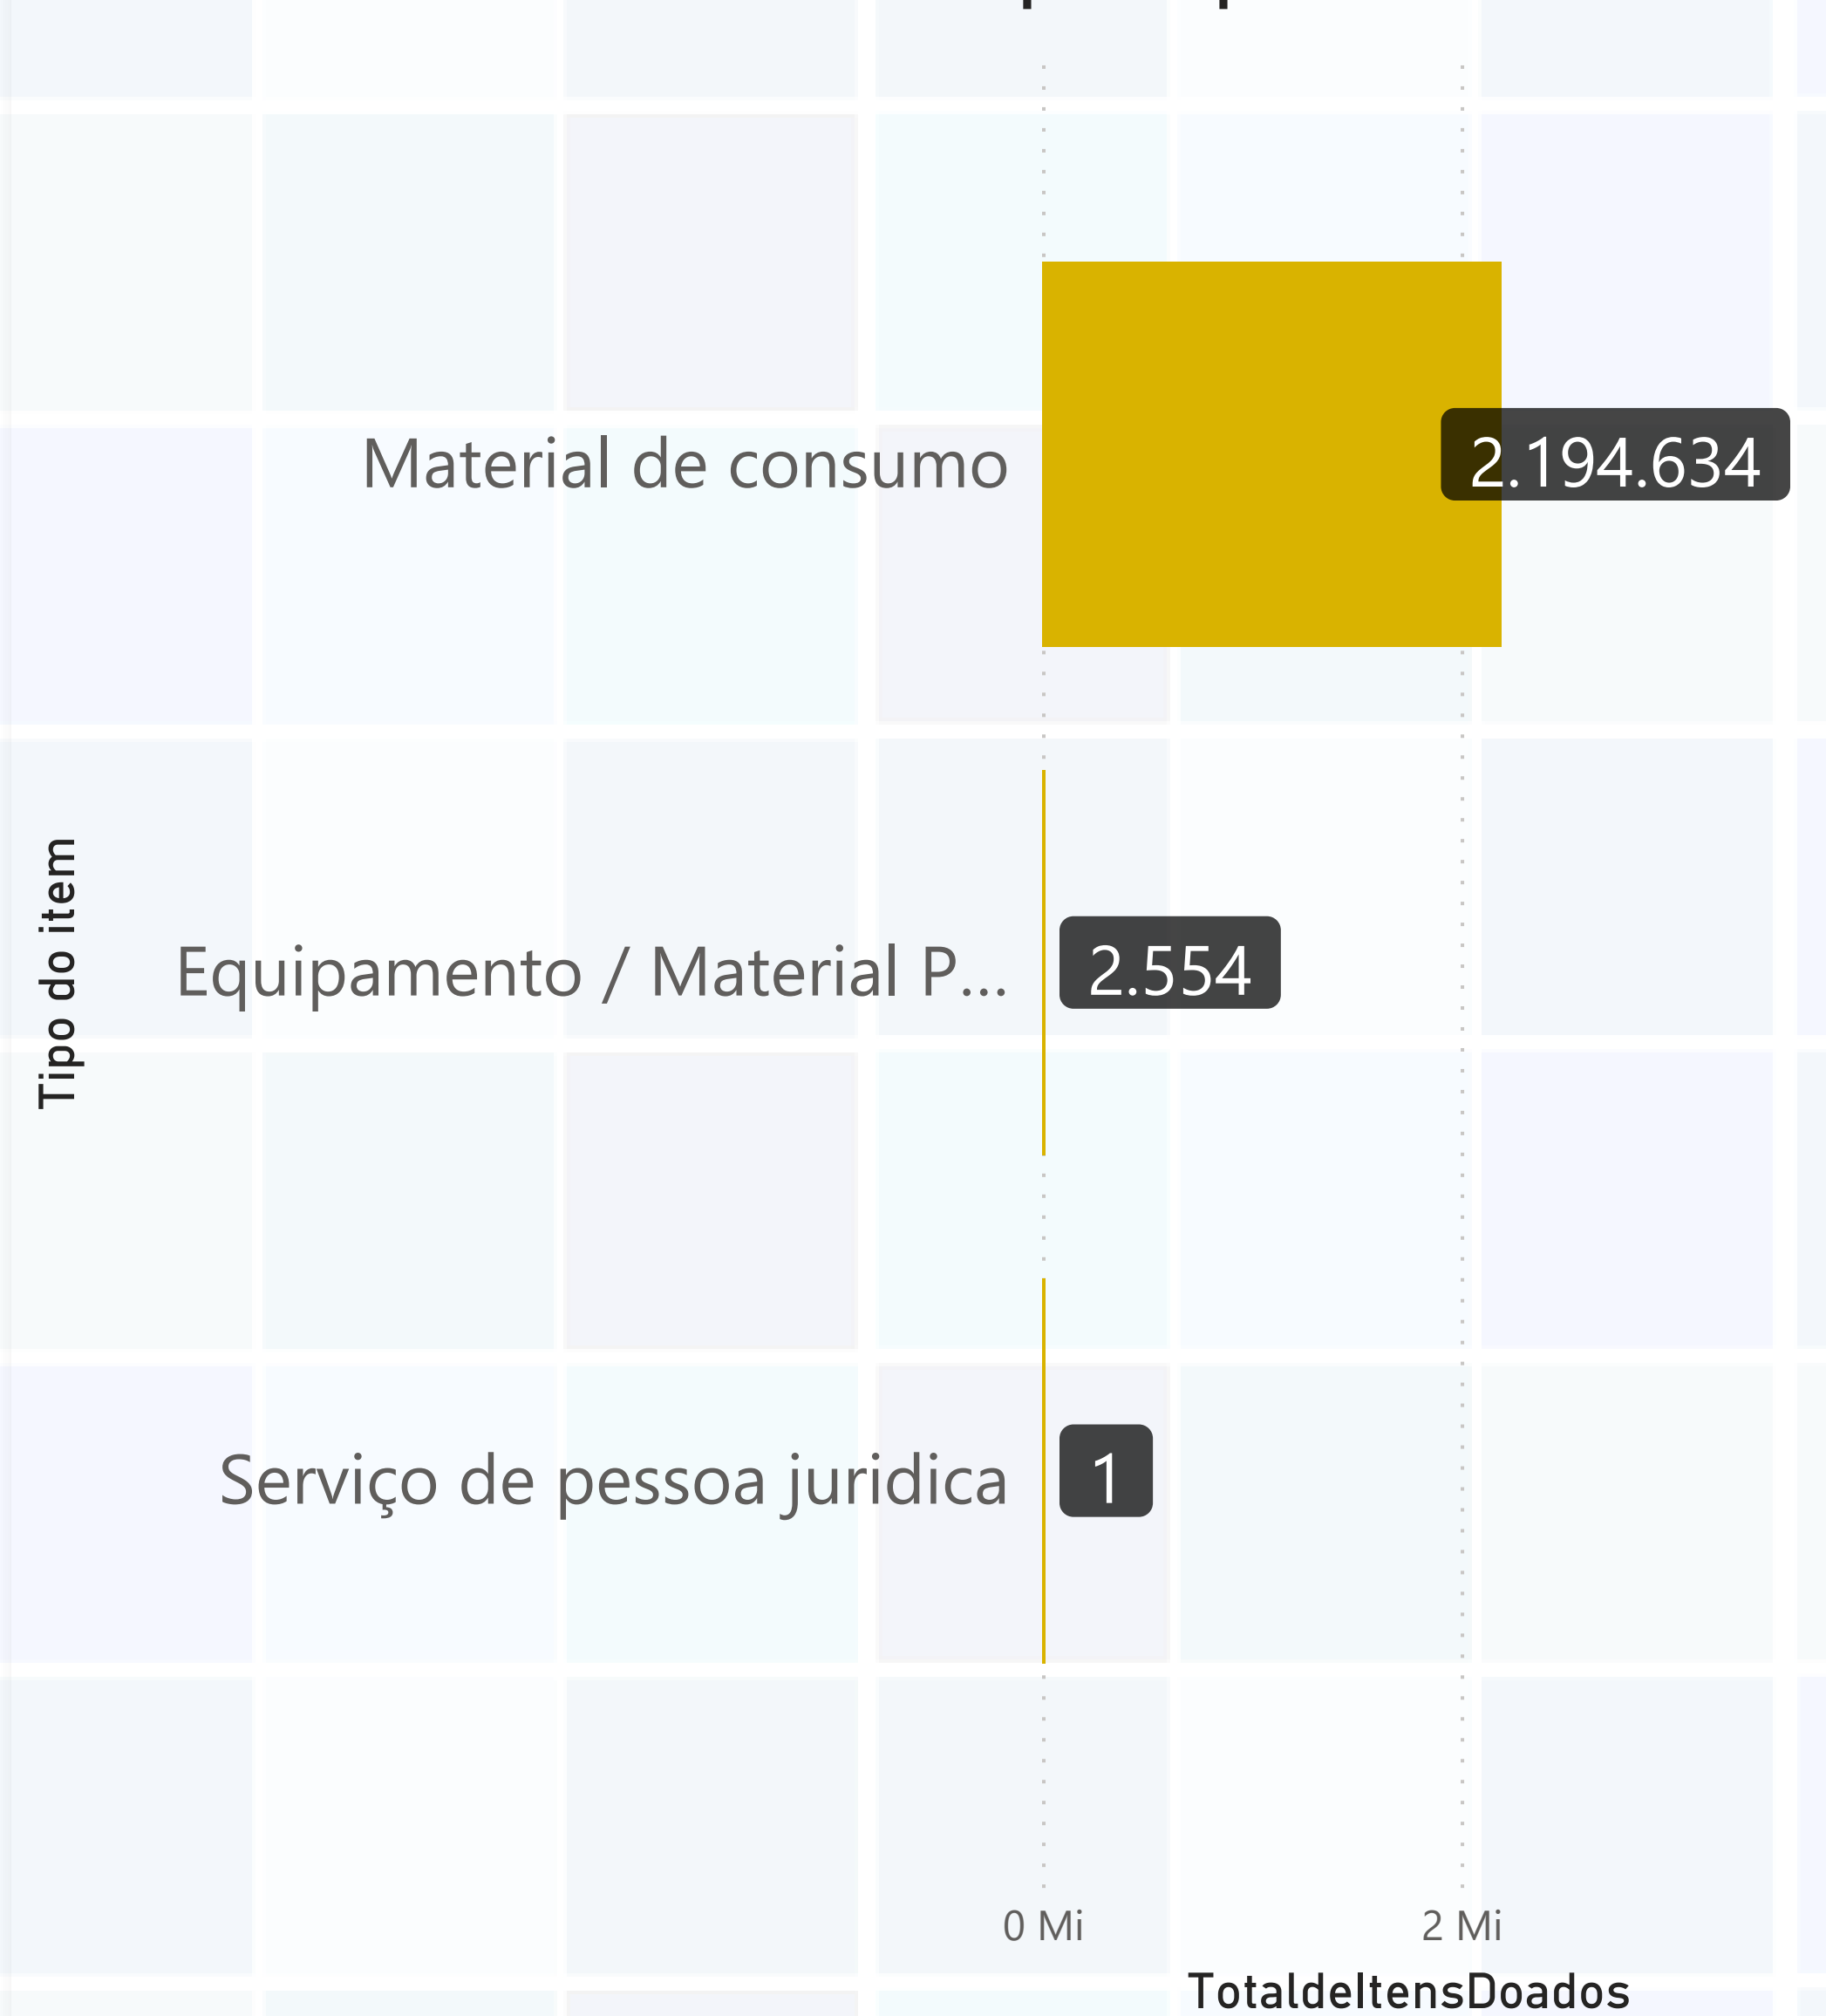 Material de consumo 2.194.634
Tipo do item
Equipamento / Material P... 2.554
Serviço de pessoa juridica 1
0 Mi 2 Mi
TotaldeItensDoados